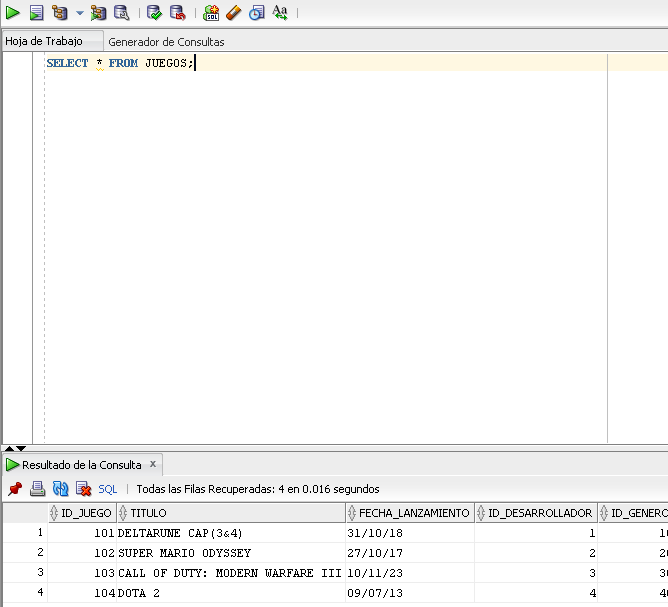 Hoja de Trabajo Generador de Consultas
SELECT * FROM JUEGOS;
Resultado de la Consulta x
SQL | Todas las Filas Recuperadas: 4 en 0.016 segundos
ID_JUEGO TITULO FECHA_LANZAMIENTO ID_DESARROLLADOR ID_GENERO
1 101 DELTARUNE CAP(3&4) 31/10/18 1
2 102 SUPER MARIO ODYSSEY 27/10/17 2
3 103 CALL OF DUTY: MODERN WARFARE III 10/11/23 3
4 104 DOTA 2 09/07/13 4